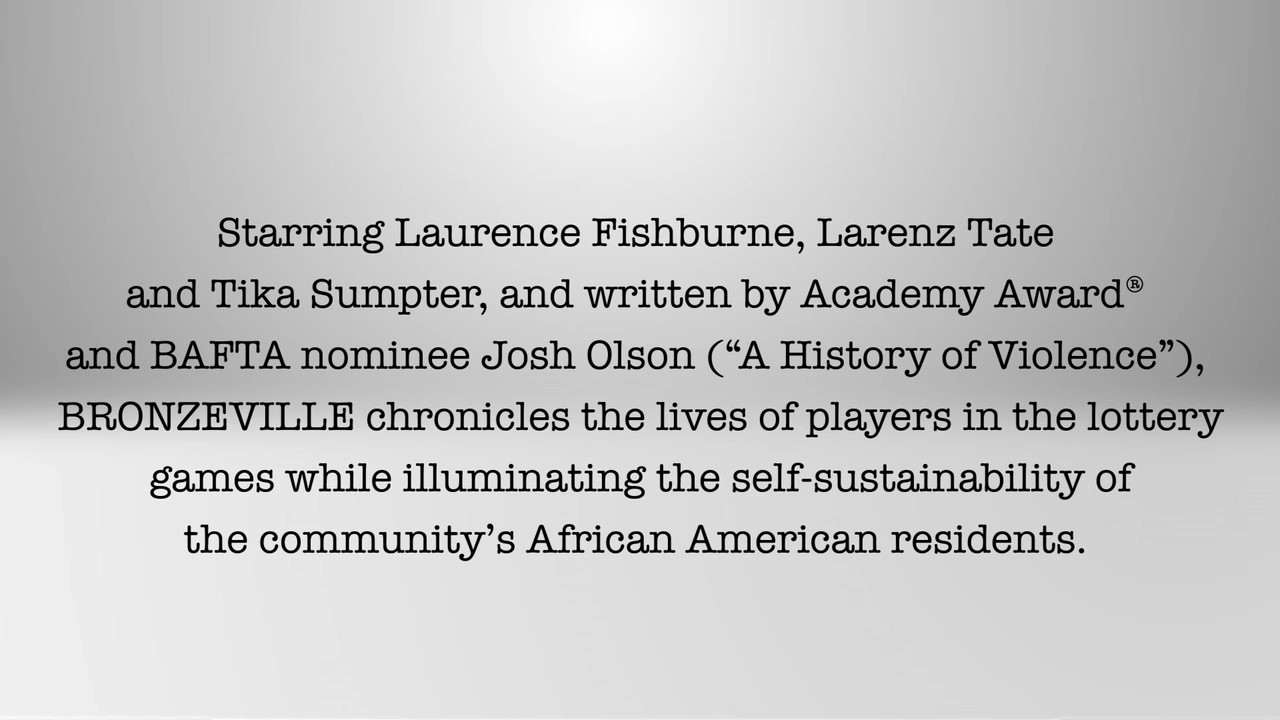 Starring Laurence Fishburne, Larenz Tate
and Tika Sumpter, and written by Academy Award®
and BAFTA nominee Josh Olson (“A History of Violence”),
BRONZEVILLE chronicles the lives of players in the lottery
games while illuminating the self-sustainability of
the community’s African American residents.